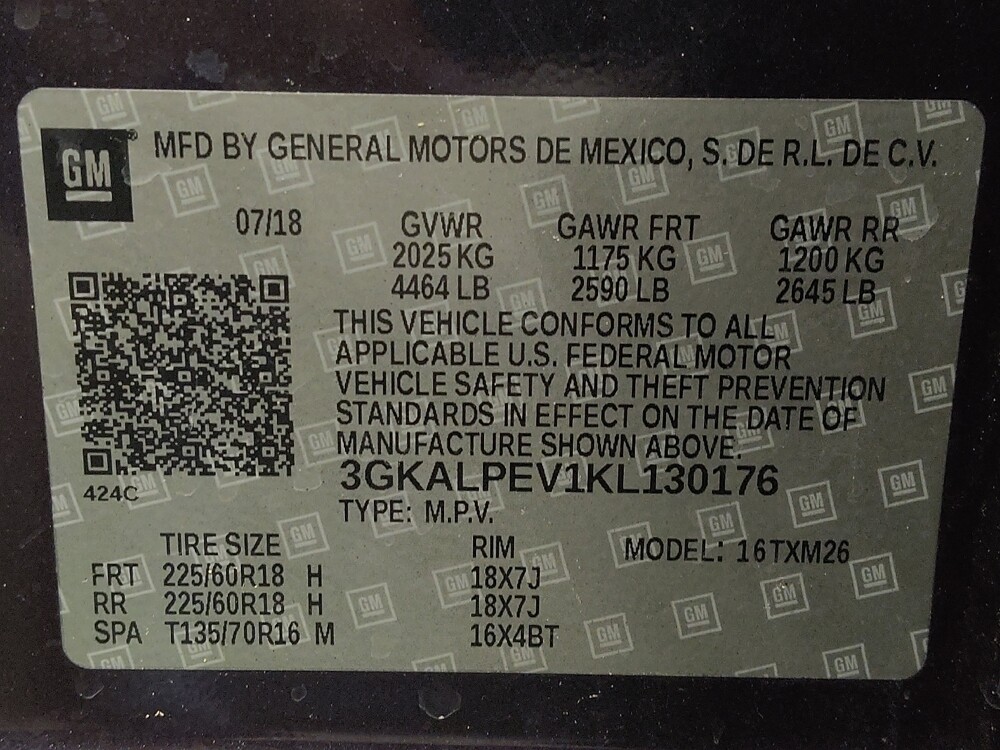 GM
MFD BY GENERAL MOTORS DE MEXICO, S. DE R.L. DE C.V.
07/18 GVWR GAWR FRT GAWR RR
2025 KG 1175 KG 1200 KG
4464 LB 2590 LB 2645 LB
THIS VEHICLE CONFORMS TO ALL
APPLICABLE U.S. FEDERAL MOTOR
VEHICLE SAFETY AND THEFT PREVENTION
STANDARDS IN EFFECT ON THE DATE OF
MANUFACTURE SHOWN ABOVE.
3GKALPEV1KL130176
424C
TYPE: M.P.V.
TIRE SIZE RIM MODEL: 16TXM26
FRT 225/60R18 H 18X7J
RR 225/60R18 H 18X7J
SPA T135/70R16 M 16X4BT